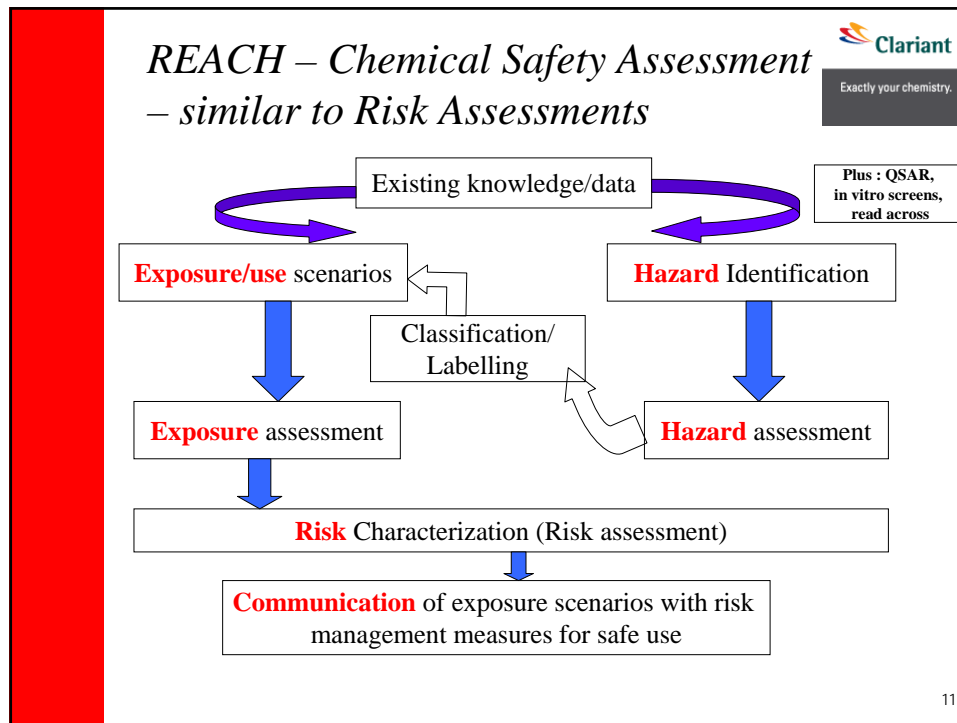 REACH – Chemical Safety Assessment
– similar to Risk Assessments
Clariant
Exactly your chemistry.
Existing knowledge/data
Plus : QSAR,
in vitro screens,
read across
Exposure/use scenarios
Hazard Identification
Classification/
Labelling
Exposure assessment
Hazard assessment
Risk Characterization (Risk assessment)
Communication of exposure scenarios with risk
management measures for safe use
11